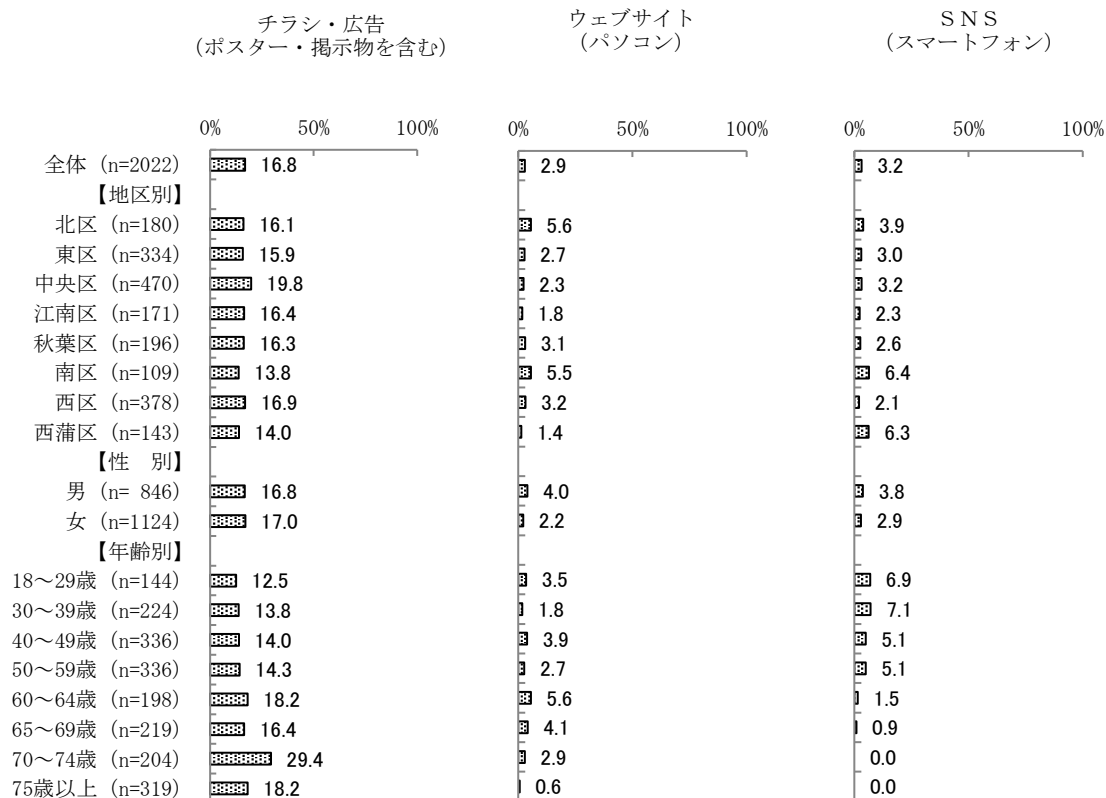 チラシ・広告
(ポスター・掲示物を含む)
ウェブサイト
(パソコン)
ＳＮＳ
(スマートフォン)
0% 50% 100% 0% 50% 100% 0% 50% 100%
全体 (n=2022) 16.8 2.9 3.2
【地区別】
北区 (n=180) 16.1 5.6 3.9
東区 (n=334) 15.9 2.7 3.0
中央区 (n=470) 19.8 2.3 3.2
江南区 (n=171) 16.4 1.8 2.3
秋葉区 (n=196) 16.3 3.1 2.6
南区 (n=109) 13.8 5.5 6.4
西区 (n=378) 16.9 3.2 2.1
西蒲区 (n=143) 14.0 1.4 6.3
【性　別】
男 (n= 846) 16.8 4.0 3.8
女 (n=1124) 17.0 2.2 2.9
【年齢別】
18～29歳 (n=144) 12.5 3.5 6.9
30～39歳 (n=224) 13.8 1.8 7.1
40～49歳 (n=336) 14.0 3.9 5.1
50～59歳 (n=336) 14.3 2.7 5.1
60～64歳 (n=198) 18.2 5.6 1.5
65～69歳 (n=219) 16.4 4.1 0.9
70～74歳 (n=204) 29.4 2.9 0.0
75歳以上 (n=319) 18.2 0.6 0.0